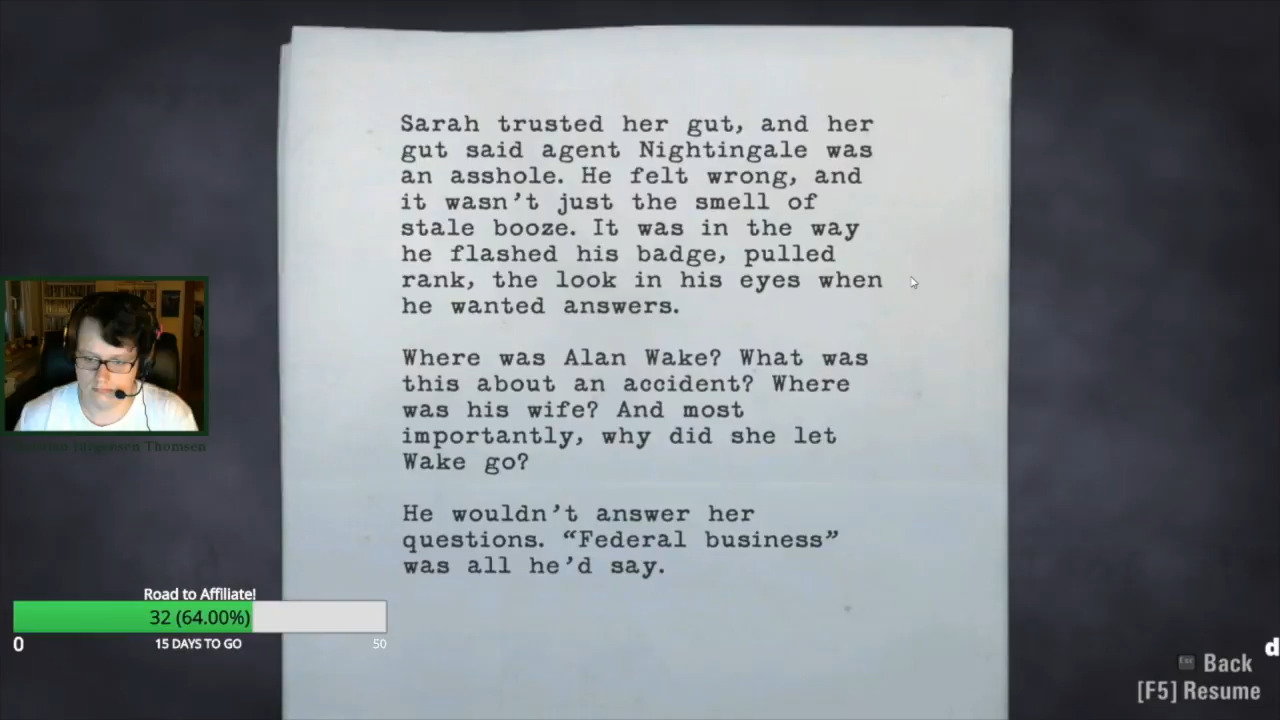 Sarah trusted her gut, and her
gut said agent Nightingale was
an asshole. He felt wrong, and
it wasn’t just the smell of
stale booze. It was in the way
he flashed his badge, pulled
rank, the look in his eyes when
he wanted answers.
Where was Alan Wake? What was
this about an accident? Where
was his wife? And most
importantly, why did she let
Wake go?
He wouldn’t answer her
questions. “Federal business”
was all he’d say.
Jørgensen Thomsen
Road to Affiliate!
32 (64.00%)
0
15 DAYS TO GO
50
d
Esc Back
[F5] Resume